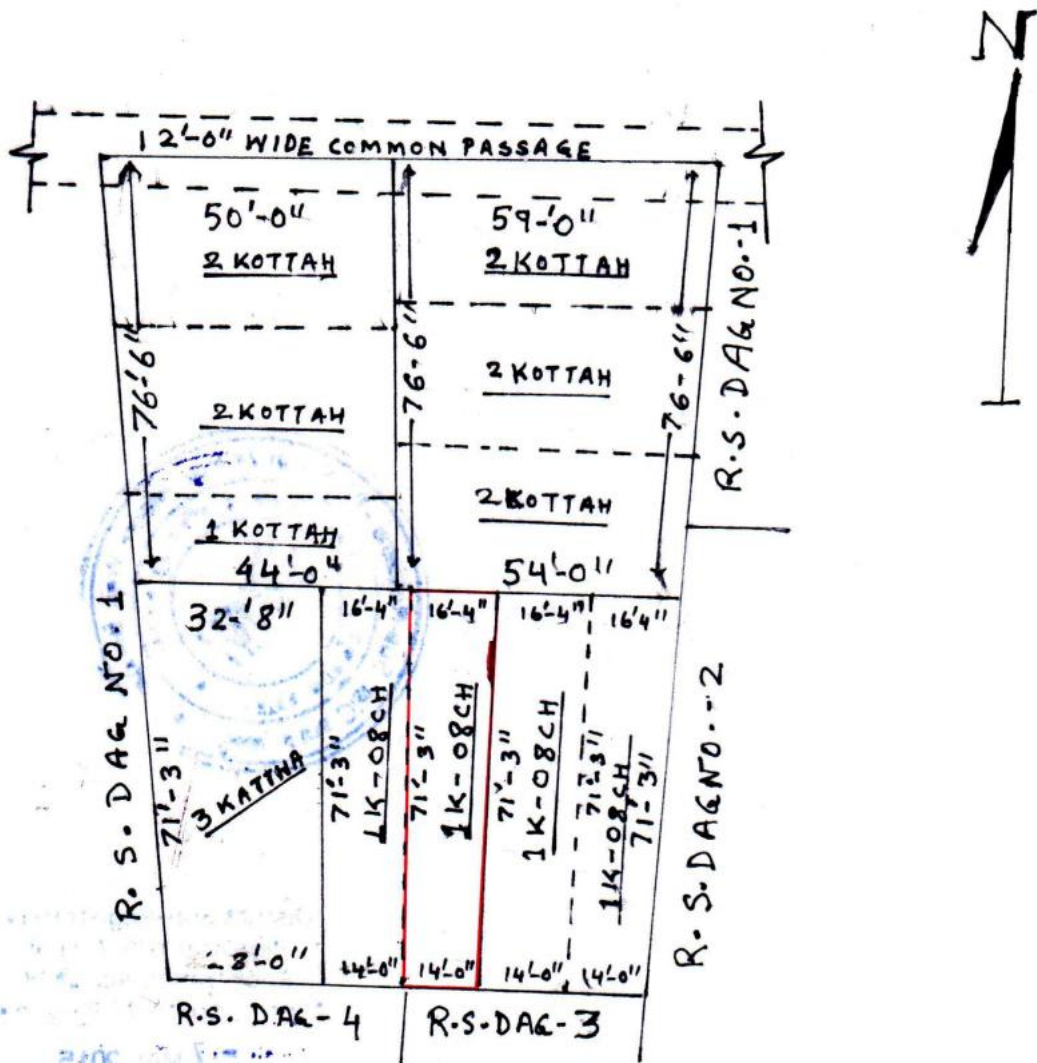 N
12'-0" WIDE COMMON PASSAGE
50'-0"
59'-0"
2 KOTTAH
2 KOTTAH
R.S. DAG NO.-1
76'-6"
76-6"
76-6"
2 KOTTAH
2 KOTTAH
2 KOTTAH
1 KOTTAH
44'-0"
54'-0"
R.S. DAG NO. 1
32-'8"
16'-4"
16'-4"
16'-4"
16'4"
71'-3"
3 KATTHA
71'-3"
1K-08CH
71'-3"
1K-08CH
71'-3"
1K-08CH
71'-3"
1K-08CH
71'-3"
R.S. DAG NO.-2
8'-0"
14'-0"
14'-0"
14'-0"
14'-0"
R.S. DAG-4
R.S. DAG-3